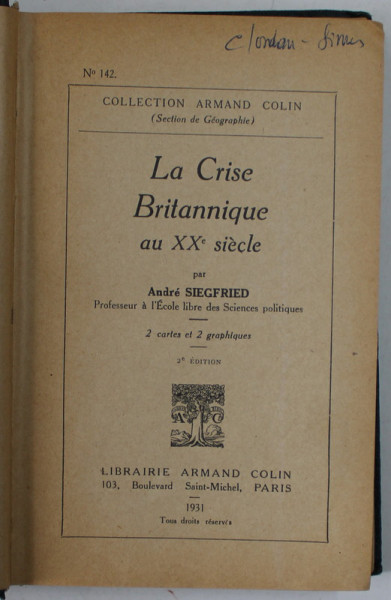 Nº 142.
COLLECTION ARMAND COLIN
(Section de Géographie)
La Crise
Britannique
au XXe siècle
par
André SIEGFRIED
Professeur à l'École libre des Sciences politiques
2 cartes et 2 graphiques
2e ÉDITION
A C
LIBRAIRIE ARMAND COLIN
103, Boulevard Saint-Michel, PARIS
1931
Tous droits réservés